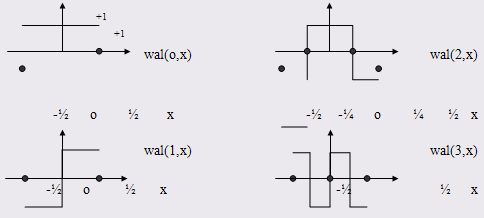 +1
+1
wal(o,x) wal(2,x)
-½ o ½ x -½ -¼ o ¼ ½ x
wal(1,x) wal(3,x)
-½ o ½ x -½ ½ x